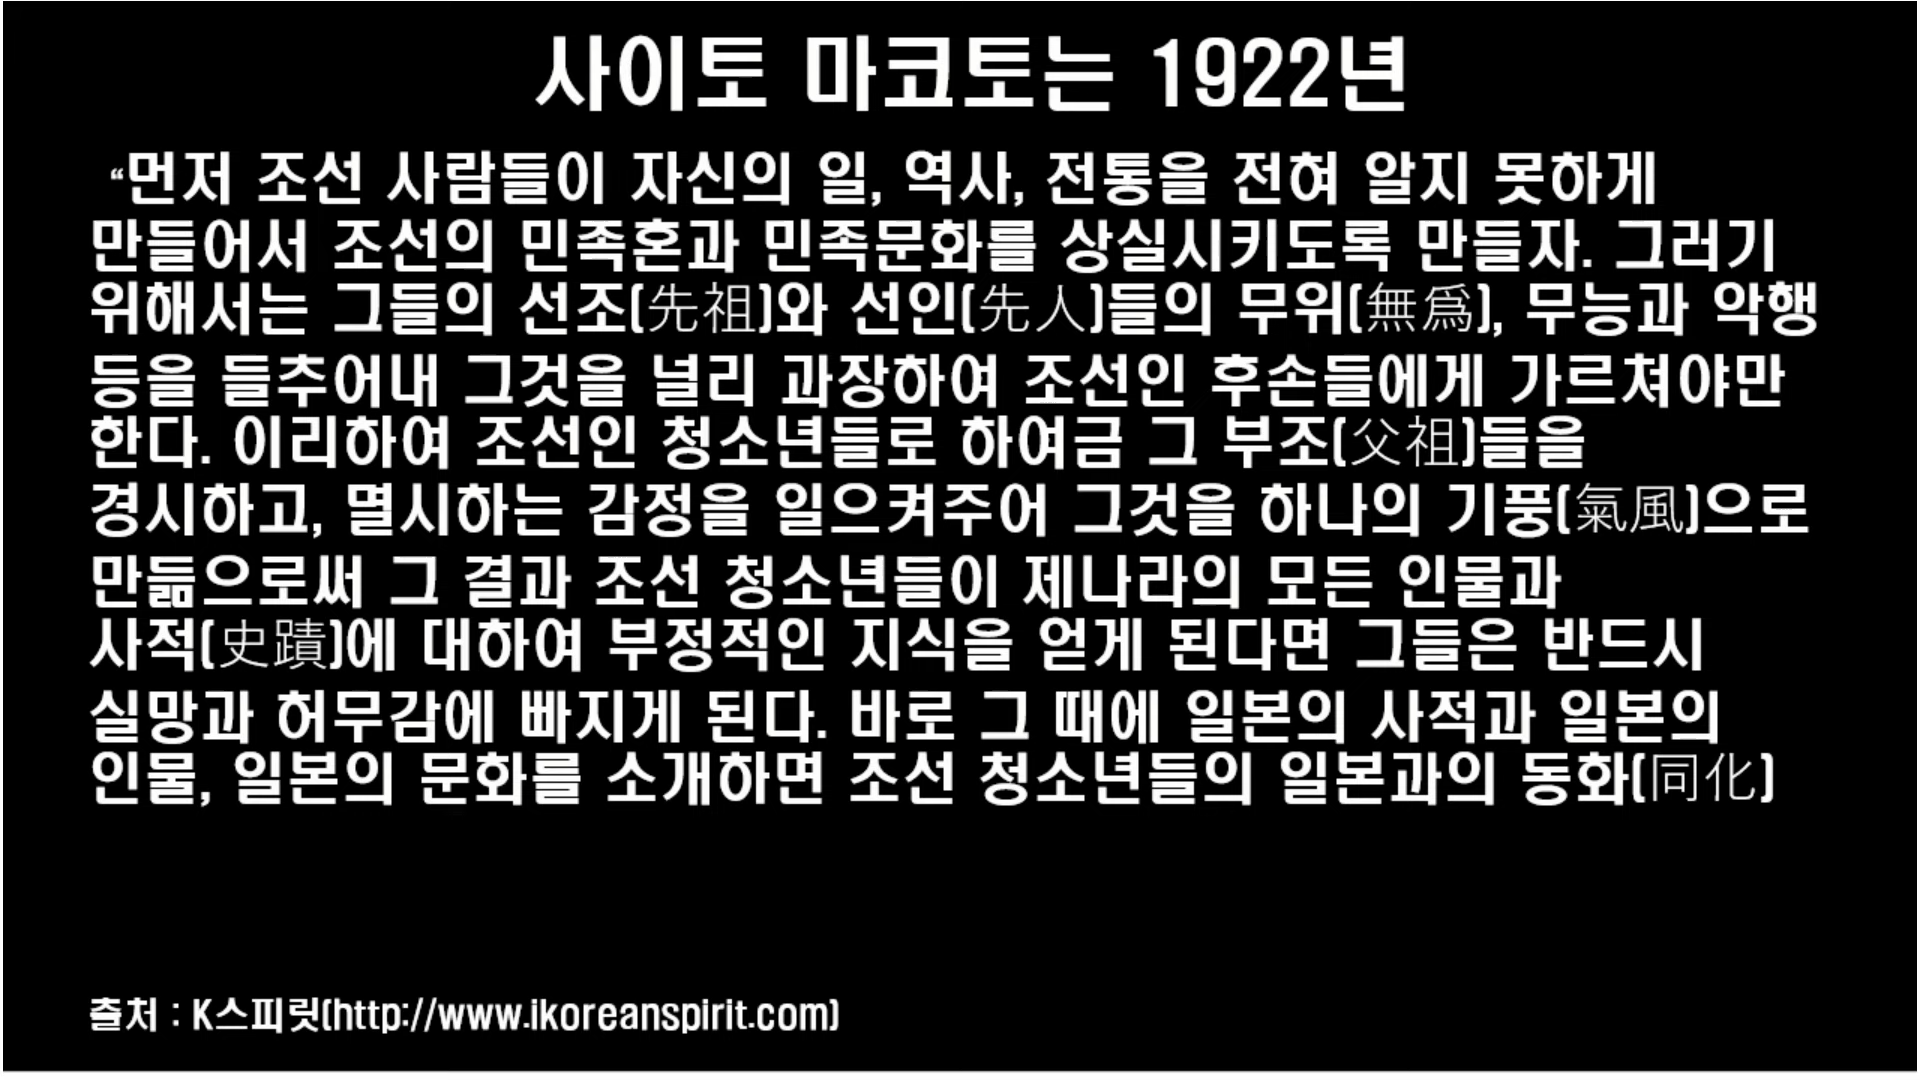 사이토 마코토는 1922년
“먼저 조선 사람들이 자신의 일, 역사, 전통을 전혀 알지 못하게
만들어서 조선의 민족혼과 민족문화를 상실시키도록 만들자. 그러기
위해서는 그들의 선조(先祖)와 선인(先人)들의 무위(無爲), 무능과 악행
등을 들추어내 그것을 널리 과장하여 조선인 후손들에게 가르쳐야만
한다. 이리하여 조선인 청소년들로 하여금 그 부조(父祖)들을
경시하고, 멸시하는 감정을 일으켜주어 그것을 하나의 기풍(氣風)으로
만듦으로써 그 결과 조선 청소년들이 제나라의 모든 인물과
사적(史蹟)에 대하여 부정적인 지식을 얻게 된다면 그들은 반드시
실망과 허무감에 빠지게 된다. 바로 그 때에 일본의 사적과 일본의
인물, 일본의 문화를 소개하면 조선 청소년들의 일본과의 동화(同化)
출처 : K스피릿(http://www.ikoreanspirit.com)